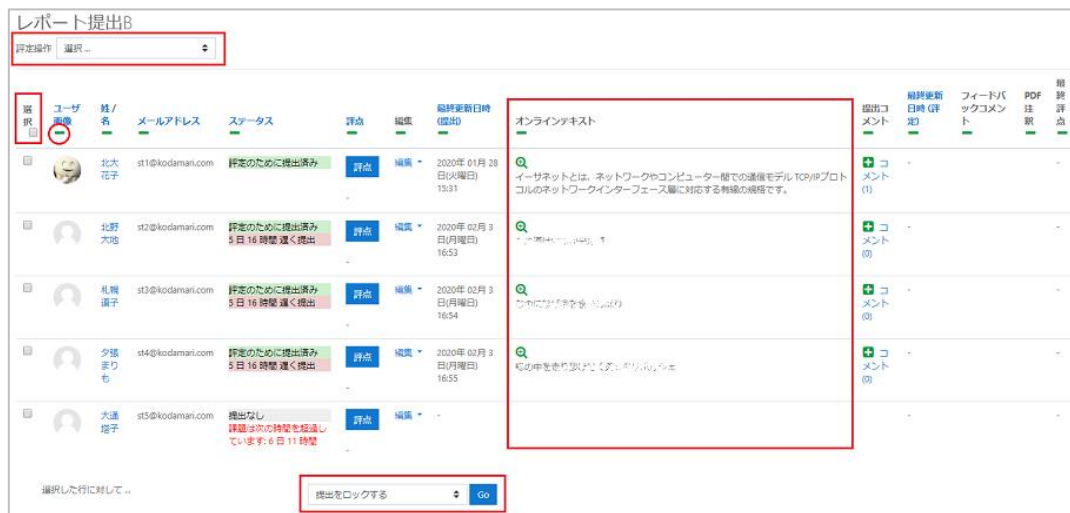 レポート提出B
評定操作 選択 ...
選択
ユーザ画像
姓 / 名
メールアドレス
ステータス
評点
編集
最終更新日時 (提出)
オンラインテキスト
提出コメント
最終更新日時 (評定)
フィードバックコメント
PDF注釈
最終評点
北大 花子
st1@kodamari.com
評定のために提出済み
評点
編集
2020年 01月 28
日(火曜日)
15:31
-
イーサネットとは、ネットワークやコンピューター間での通信モデル TCP/IPプロト
コルのネットワークインターフェース層に対応する有線の規格です。
コメント (1)
-
-
北野 大地
st2@kodamari.com
評定のために提出済み
5 日 16 時間 遅く提出
評点
編集
2020年 02月 3
日(月曜日)
16:53
-
コメント (0)
-
-
札幌 道子
st3@kodamari.com
評定のために提出済み
5 日 16 時間 遅く提出
評点
編集
2020年 02月 3
日(月曜日)
16:54
-
コメント (0)
-
-
夕張 まりも
st4@kodamari.com
評定のために提出済み
5 日 16 時間 遅く提出
評点
編集
2020年 02月 3
日(月曜日)
16:55
-
コメント (0)
-
-
大通 塔子
st5@kodamari.com
提出なし
課題は次の時間を超過し
ています: 6 日 11 時間
評点
編集
-
-
-
-
選択した行に対して ...
提出をロックする
Go